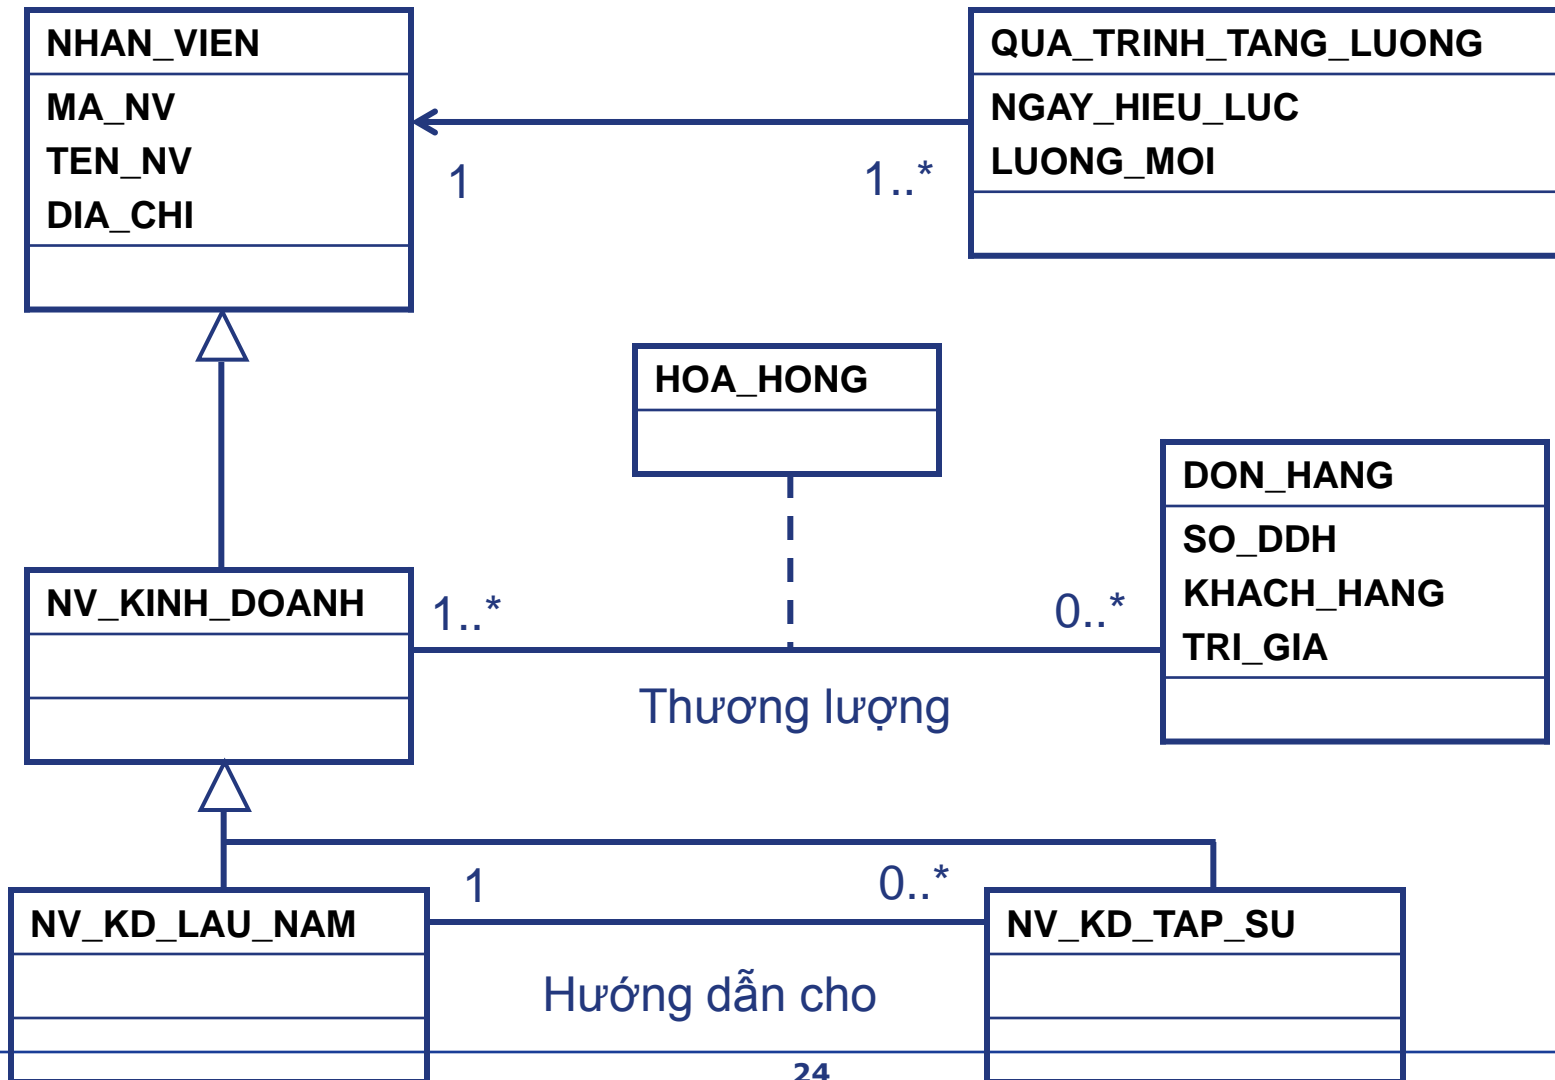 NHAN_VIEN
MA_NV
TEN_NV
DIA_CHI
QUA_TRINH_TANG_LUONG
NGAY_HIEU_LUC
LUONG_MOI
1
1..*
HOA_HONG
DON_HANG
SO_DDH
KHACH_HANG
TRI_GIA
NV_KINH_DOANH
1..*
0..*
Thương lượng
NV_KD_LAU_NAM
1
0..*
NV_KD_TAP_SU
Hướng dẫn cho
24